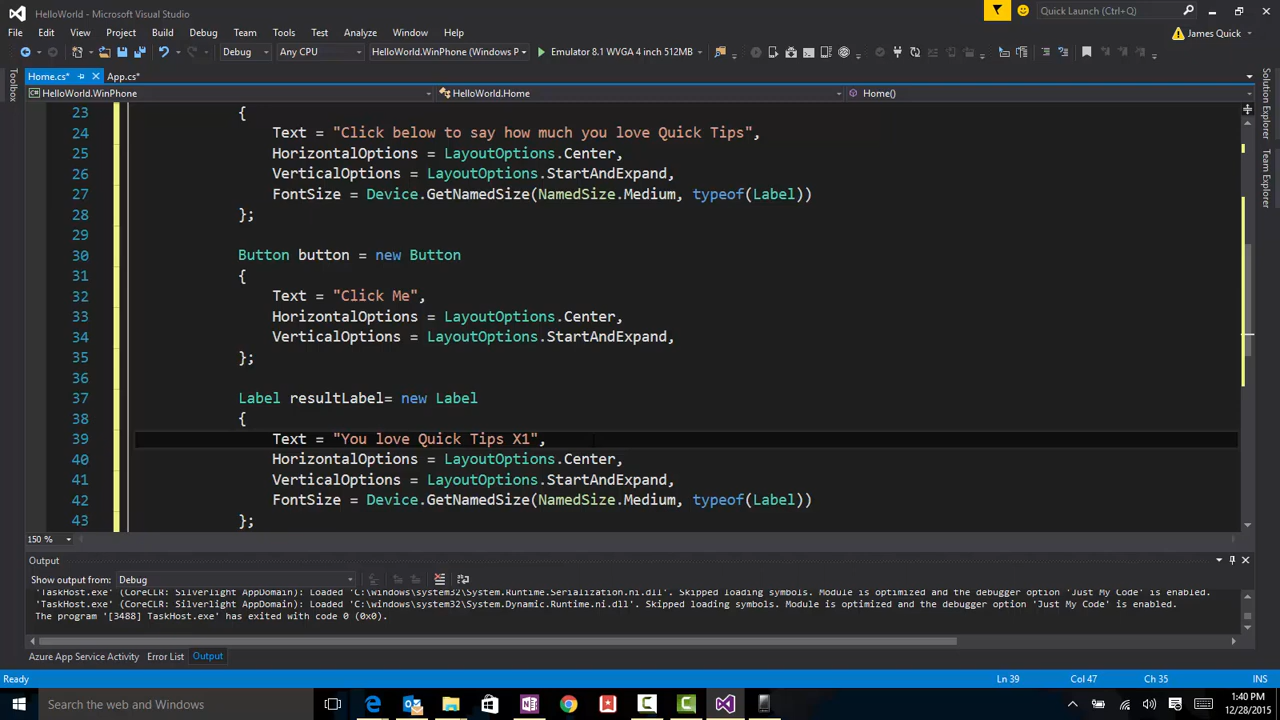 HelloWorld - Microsoft Visual Studio
Quick Launch (Ctrl+Q)
File Edit View Project Build Debug Team Tools Test Analyze Window Help
James Quick
Debug Any CPU HelloWorld.WinPhone (Windows P Emulator 8.1 WVGA 4 inch 512MB
Home.cs* App.cs*
HelloWorld.WinPhone HelloWorld.Home Home()
Toolbox
Solution Explorer
Team Explorer
23 {
24 Text = "Click below to say how much you love Quick Tips",
25 HorizontalOptions = LayoutOptions.Center,
26 VerticalOptions = LayoutOptions.StartAndExpand,
27 FontSize = Device.GetNamedSize(NamedSize.Medium, typeof(Label))
28 };
29
30 Button button = new Button
31 {
32 Text = "Click Me",
33 HorizontalOptions = LayoutOptions.Center,
34 VerticalOptions = LayoutOptions.StartAndExpand,
35 };
36
37 Label resultLabel= new Label
38 {
39 Text = "You love Quick Tips X1",
40 HorizontalOptions = LayoutOptions.Center,
41 VerticalOptions = LayoutOptions.StartAndExpand,
42 FontSize = Device.GetNamedSize(NamedSize.Medium, typeof(Label))
43 };
150 %
Output
Show output from: Debug
'TaskHost.exe' (CoreCLR: Silverlight AppDomain): Loaded 'C:\windows\system32\System.Runtime.Serialization.ni.dll'. Skipped loading symbols. Module is optimized and the debugger option 'Just My Code' is enabled.
'TaskHost.exe' (CoreCLR: Silverlight AppDomain): Loaded 'C:\windows\system32\System.Dynamic.Runtime.ni.dll'. Skipped loading symbols. Module is optimized and the debugger option 'Just My Code' is enabled.
The program '[3488] TaskHost.exe' has exited with code 0 (0x0).
Azure App Service Activity Error List Output
Ready Ln 39 Col 47 Ch 35 INS
Search the web and Windows
1:40 PM
12/28/2015